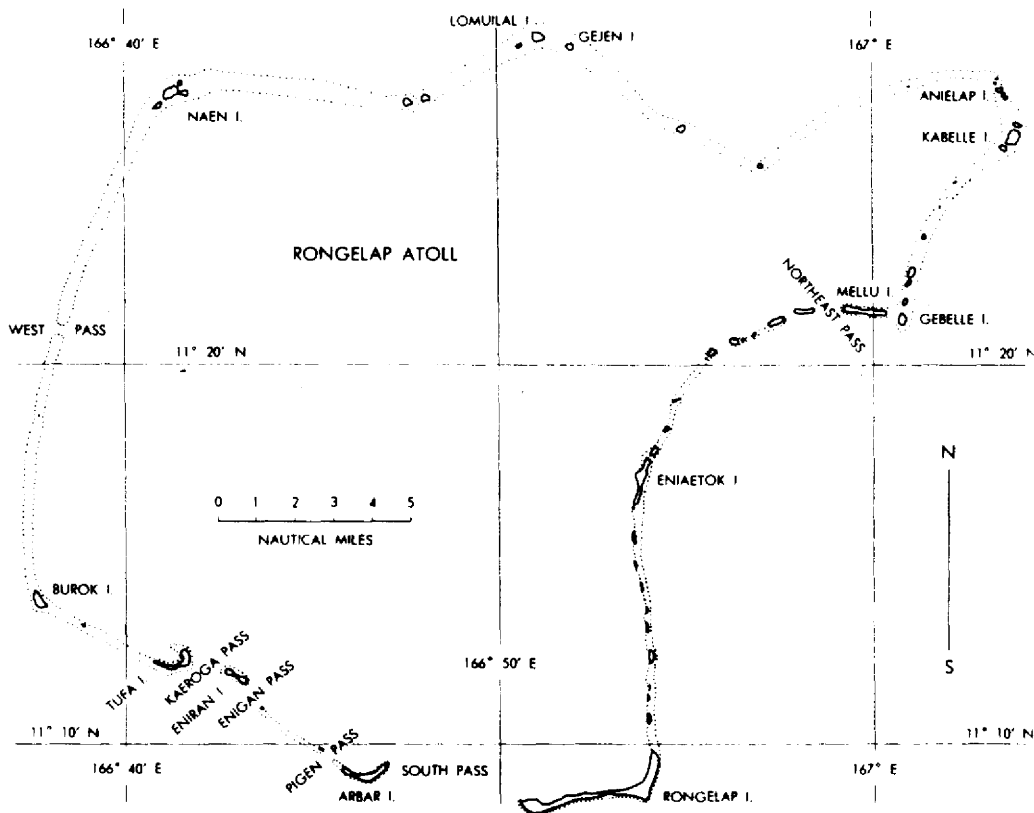 LOMUILAL I.
GEJEN I.
166° 40' E
167° E
NAEN I.
ANIELAP I.
KABELLE I.
RONGELAP ATOLL
NORTHEAST PASS
MELLU I.
GEBELLE I.
WEST PASS
11° 20' N
11° 20' N
N
ENIAETOK I
0 1 2 3 4 5
NAUTICAL MILES
BUROK I.
S
TUFA I.
KAEROGA PASS
ENIRAN I.
ENIGAN PASS
166° 50' E
11° 10' N
11° 10' N
PIGEN PASS
SOUTH PASS
166° 40' E
167° E
ARBAR I.
RONGELAP I.